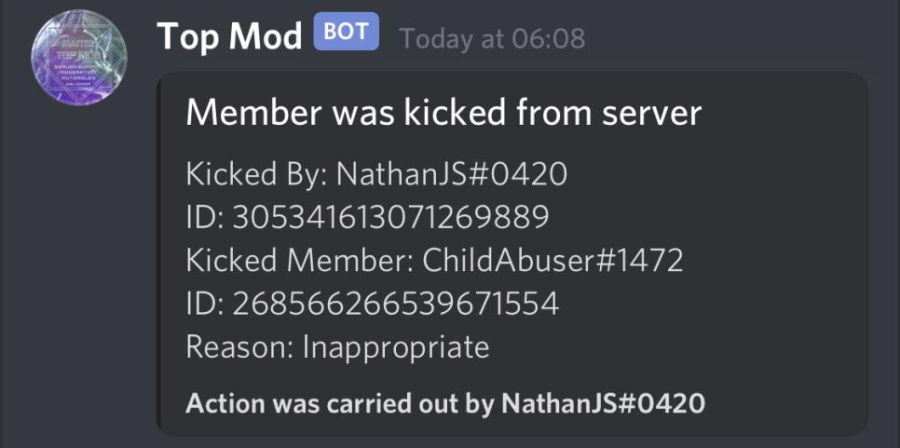 Top Mod BOT Today at 06:08
Member was kicked from server
Kicked By: NathanJS#0420
ID: 305341613071269889
Kicked Member: ChildAbuser#1472
ID: 268566266539671554
Reason: Inappropriate
Action was carried out by NathanJS#0420